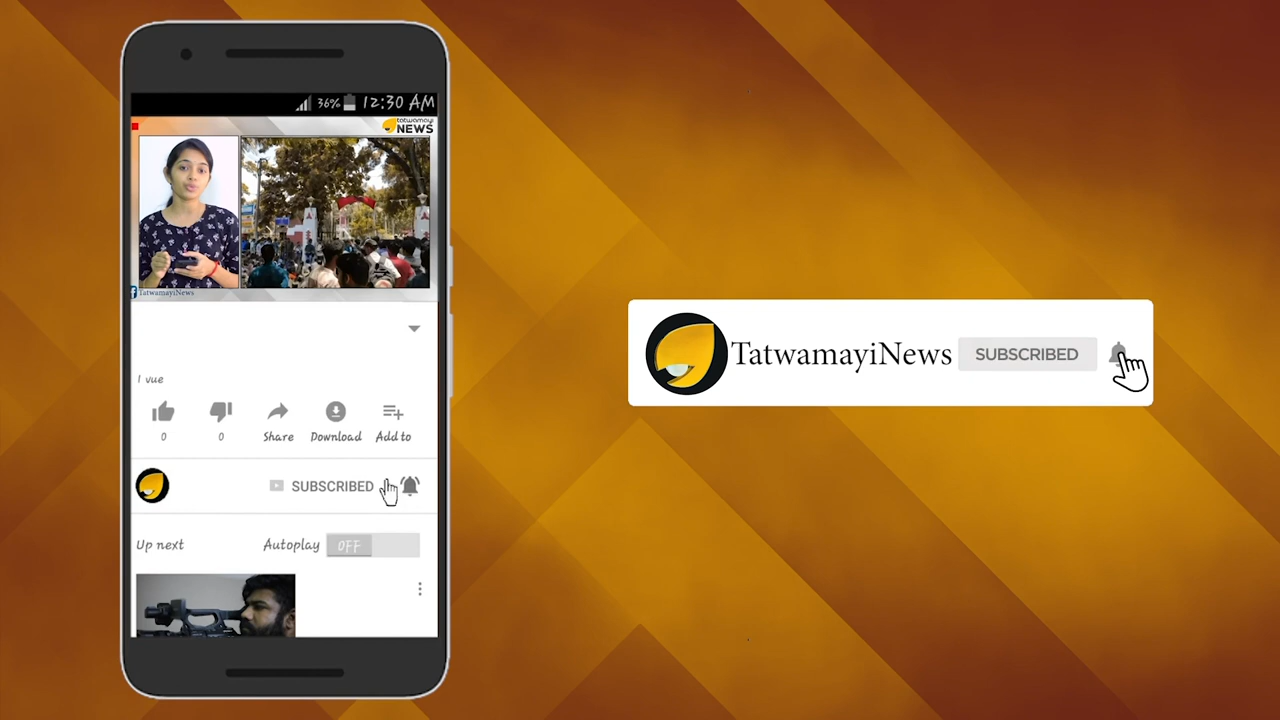 36% 12:30 AM
tatwamayi
NEWS
TatwamayiNews
1 vue
0
0
Share
Download
Add to
SUBSCRIBED
Up next
Autoplay
OFF
TatwamayiNews
SUBSCRIBED